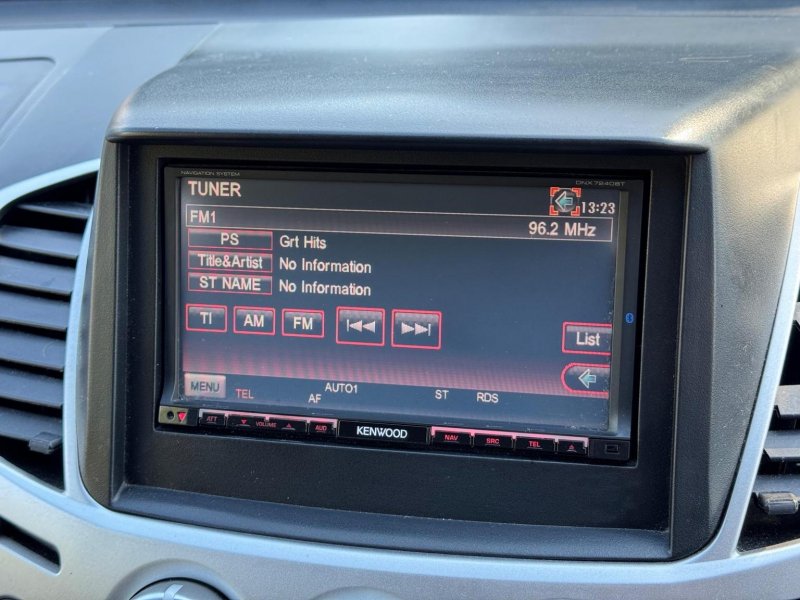 NAVIGATION SYSTEM DNX7240BT
TUNER 13:23
FM1 96.2 MHz
PS Grt Hits
Title&Artist No Information
ST NAME No Information
TI AM FM
List
MENU TEL AF AUTO1 ST RDS
ATT VOLUME AUD KENWOOD NAV SRC TEL